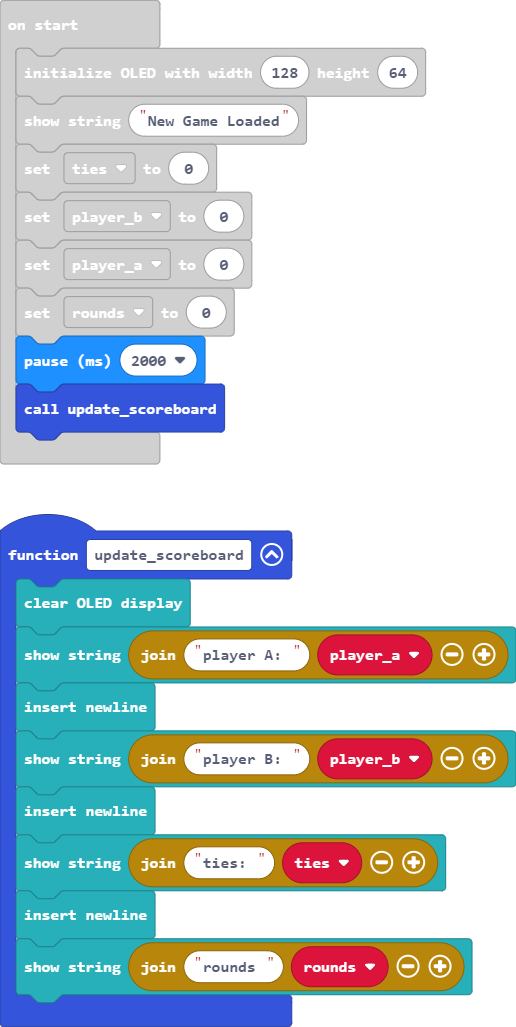 on start
initialize OLED with width 128 height 64
show string "New Game Loaded"
set ties to 0
set player_b to 0
set player_a to 0
set rounds to 0
pause (ms) 2000
call update_scoreboard
function update_scoreboard
clear OLED display
show string join "player A: " player_a
insert newline
show string join "player B: " player_b
insert newline
show string join "ties: " ties
insert newline
show string join "rounds " rounds